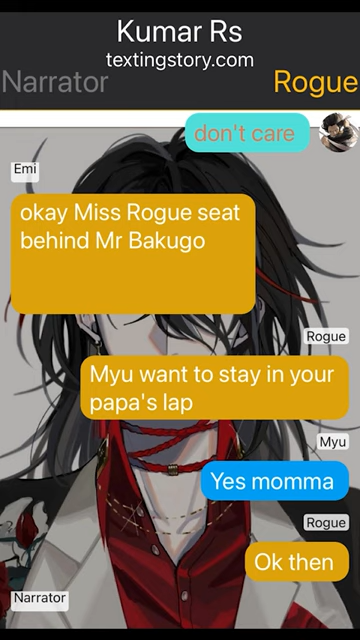 Kumar Rs
textingstory.com
Narrator
Rogue
don't care
Emi
okay Miss Rogue seat
behind Mr Bakugo
Rogue
Myu want to stay in your
papa's lap
Myu
Yes momma
Rogue
Ok then
Narrator